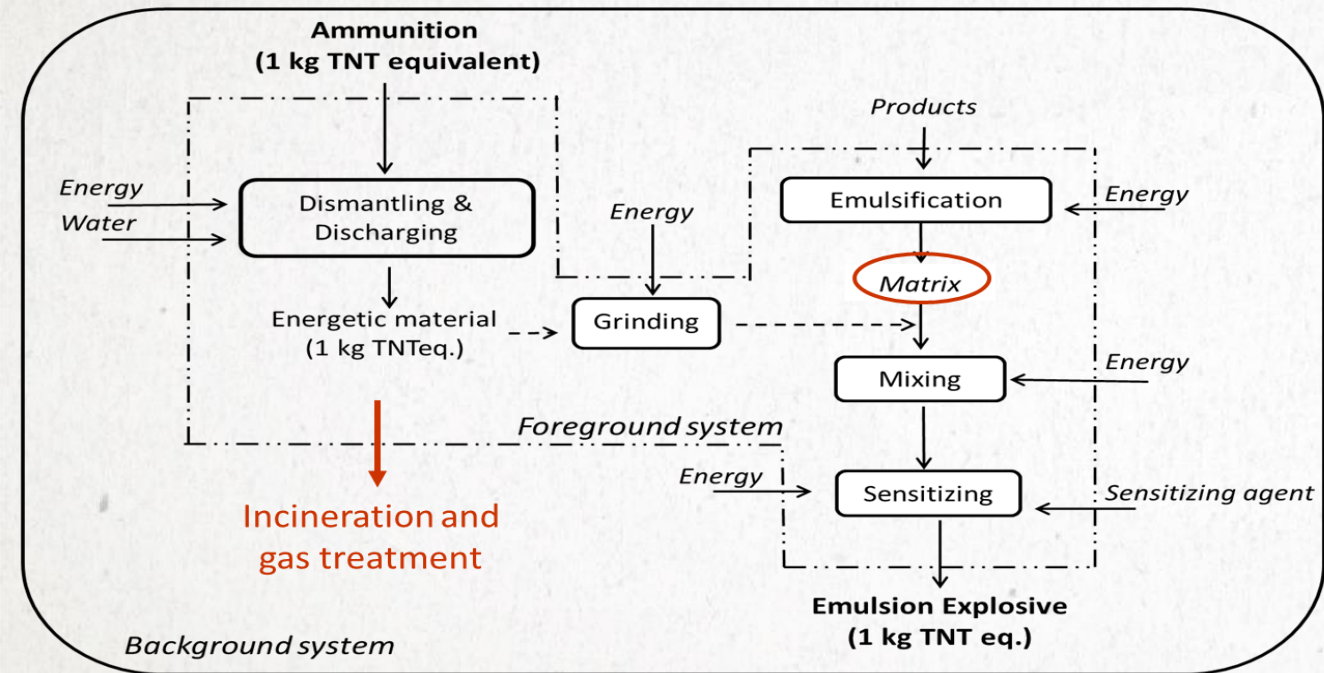 Ammunition
(1 kg TNT equivalent)
Products
Energy
Water
Dismantling &
Discharging
Energy
Emulsification
Energy
Matrix
Energetic material
(1 kg TNTeq.)
Grinding
Mixing
Energy
Foreground system
Energy
Sensitizing
Sensitizing agent
Incineration and
gas treatment
Emulsion Explosive
(1 kg TNT eq.)
Background system